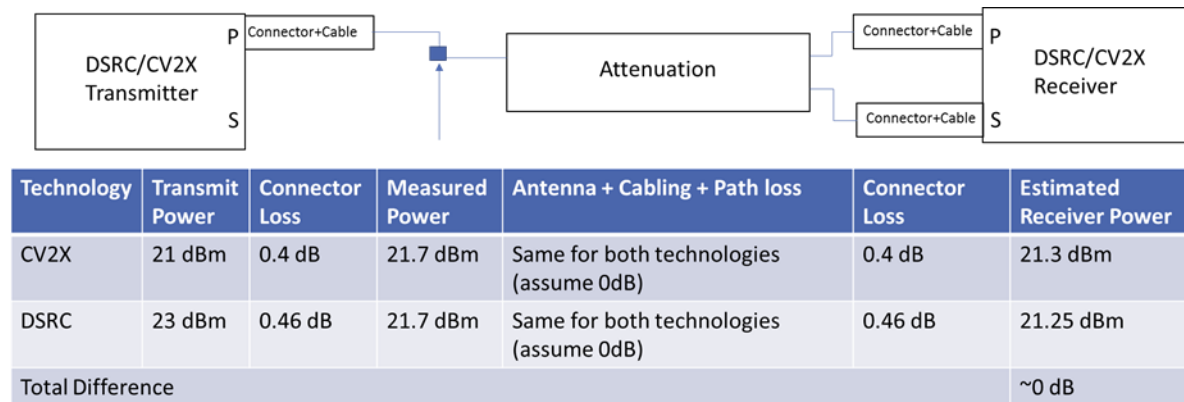 P
Connector+Cable
DSRC/CV2X
Transmitter
S
Attenuation
Connector+Cable
P
DSRC/CV2X
Receiver
Connector+Cable
S
Technology
Transmit
Power
Connector
Loss
Measured
Power
Antenna + Cabling + Path loss
Connector
Loss
Estimated
Receiver Power
CV2X
21 dBm
0.4 dB
21.7 dBm
Same for both technologies
(assume 0dB)
0.4 dB
21.3 dBm
DSRC
23 dBm
0.46 dB
21.7 dBm
Same for both technologies
(assume 0dB)
0.46 dB
21.25 dBm
Total Difference
~0 dB